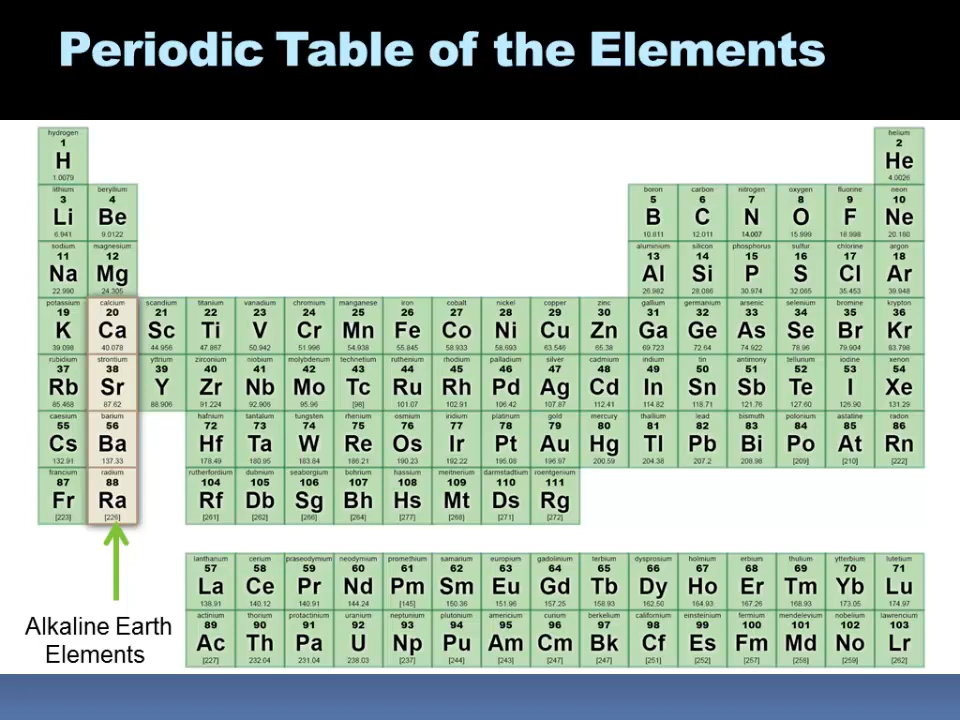 Periodic Table of the Elements
hydrogen helium
1 2
H He
1.0079 4.0026
lithium beryllium boron carbon nitrogen oxygen fluorine neon
3 4 5 6 7 8 9 10
Li Be B C N O F Ne
6.941 9.0122 10.811 12.011 14.007 15.999 18.998 20.180
sodium magnesium aluminium silicon phosphorus sulfur chlorine argon
11 12 13 14 15 16 17 18
Na Mg Al Si P S Cl Ar
22.990 24.305 26.982 28.086 30.974 32.065 35.453 39.948
potassium calcium scandium titanium vanadium chromium manganese iron cobalt nickel copper zinc gallium germanium arsenic selenium bromine krypton
19 20 21 22 23 24 25 26 27 28 29 30 31 32 33 34 35 36
K Ca Sc Ti V Cr Mn Fe Co Ni Cu Zn Ga Ge As Se Br Kr
39.098 40.078 44.956 47.867 50.942 51.996 54.938 55.845 58.933 58.693 63.546 65.38 69.723 72.64 74.922 78.96 79.904 83.798
rubidium strontium yttrium zirconium niobium molybdenum technetium ruthenium rhodium palladium silver cadmium indium tin antimony tellurium iodine xenon
37 38 39 40 41 42 43 44 45 46 47 48 49 50 51 52 53 54
Rb Sr Y Zr Nb Mo Tc Ru Rh Pd Ag Cd In Sn Sb Te I Xe
85.468 87.62 88.906 91.224 92.906 95.96 [98] 101.07 102.91 106.42 107.87 112.41 114.82 118.71 121.76 127.60 126.90 131.29
caesium barium hafnium tantalum tungsten rhenium osmium iridium platinum gold mercury thallium lead bismuth polonium astatine radon
55 56 72 73 74 75 76 77 78 79 80 81 82 83 84 85 86
Cs Ba Hf Ta W Re Os Ir Pt Au Hg Tl Pb Bi Po At Rn
132.91 137.33 178.49 180.95 183.84 186.21 190.23 192.22 195.08 196.97 200.59 204.38 207.2 208.98 [209] [210] [222]
francium radium rutherfordium dubnium seaborgium bohrium hassium meitnerium darmstadtium roentgenium
87 88 104 105 106 107 108 109 110 111
Fr Ra Rf Db Sg Bh Hs Mt Ds Rg
[223] [226] [261] [262] [266] [264] [277] [268] [271] [272]
lanthanum cerium praseodymium neodymium promethium samarium europium gadolinium terbium dysprosium holmium erbium thulium ytterbium lutetium
57 58 59 60 61 62 63 64 65 66 67 68 69 70 71
La Ce Pr Nd Pm Sm Eu Gd Tb Dy Ho Er Tm Yb Lu
138.91 140.12 140.91 144.24 [145] 150.36 151.96 157.25 158.93 162.50 164.93 167.26 168.93 173.05 174.97
actinium thorium protactinium uranium neptunium plutonium americium curium berkelium californium einsteinium fermium mendelevium nobelium lawrencium
89 90 91 92 93 94 95 96 97 98 99 100 101 102 103
Ac Th Pa U Np Pu Am Cm Bk Cf Es Fm Md No Lr
[227] 232.04 231.04 238.03 [237] [244] [243] [247] [247] [251] [252] [257] [258] [259] [262]
Alkaline Earth
Elements